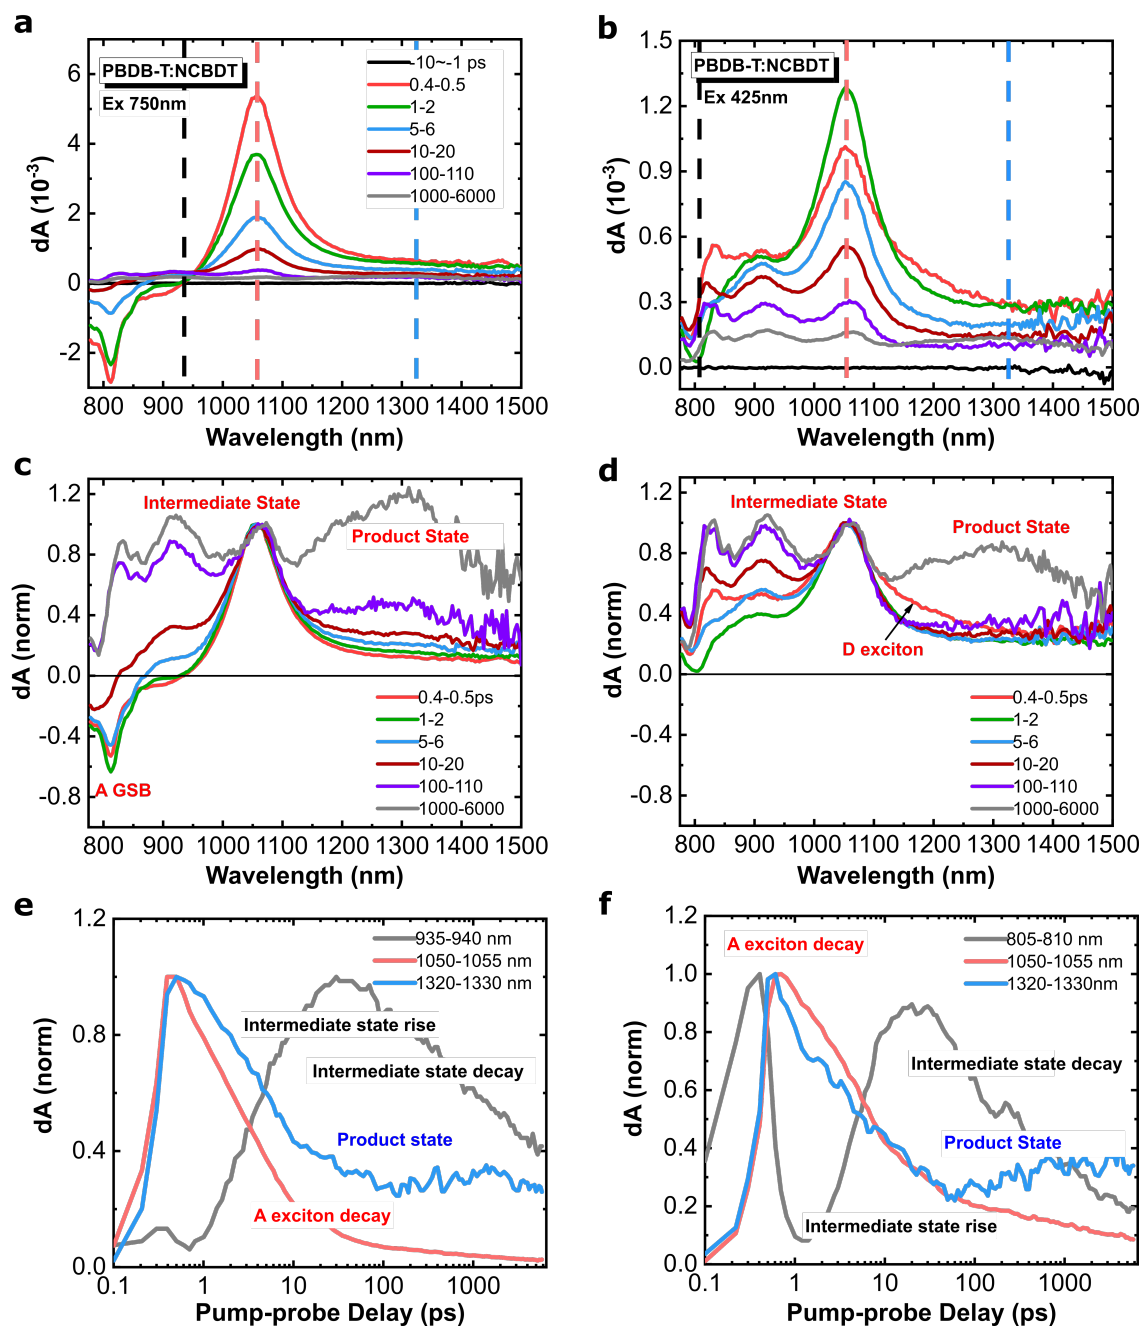 a
PBDB-T:NCBDT
Ex 750nm
-10~-1 ps
0.4-0.5
1-2
5-6
10-20
100-110
1000-6000
dA (10-3)
6
4
2
0
-2
800 900 1000 1100 1200 1300 1400 1500
Wavelength (nm)
b
PBDB-T:NCBDT
Ex 425nm
dA (10-3)
1.5
1.2
0.9
0.6
0.3
0.0
800 900 1000 1100 1200 1300 1400 1500
Wavelength (nm)
c
Intermediate State
Product State
A GSB
0.4-0.5ps
1-2
5-6
10-20
100-110
1000-6000
dA (norm)
1.2
0.8
0.4
0.0
-0.4
-0.8
800 900 1000 1100 1200 1300 1400 1500
Wavelength (nm)
d
Intermediate State
Product State
D exciton
0.4-0.5ps
1-2
5-6
10-20
100-110
1000-6000
dA (norm)
1.2
0.8
0.4
0.0
-0.4
-0.8
800 900 1000 1100 1200 1300 1400 1500
Wavelength (nm)
e
935-940 nm
1050-1055 nm
1320-1330 nm
Intermediate state rise
Intermediate state decay
Product state
A exciton decay
dA (norm)
1.2
0.8
0.4
0.0
0.1 1 10 100 1000
Pump-probe Delay (ps)
f
A exciton decay
805-810 nm
1050-1055 nm
1320-1330nm
Intermediate state decay
Product State
Intermediate state rise
dA (norm)
1.2
1.0
0.8
0.6
0.4
0.2
0.0
0.1 1 10 100 1000
Pump-probe Delay (ps)